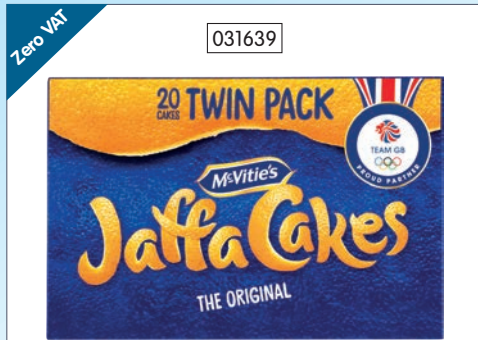 Zero VAT
031639
20 CAKES TWIN PACK
TEAM GB
PROUD PARTNER
McVitie's
Jaffa Cakes
THE ORIGINAL